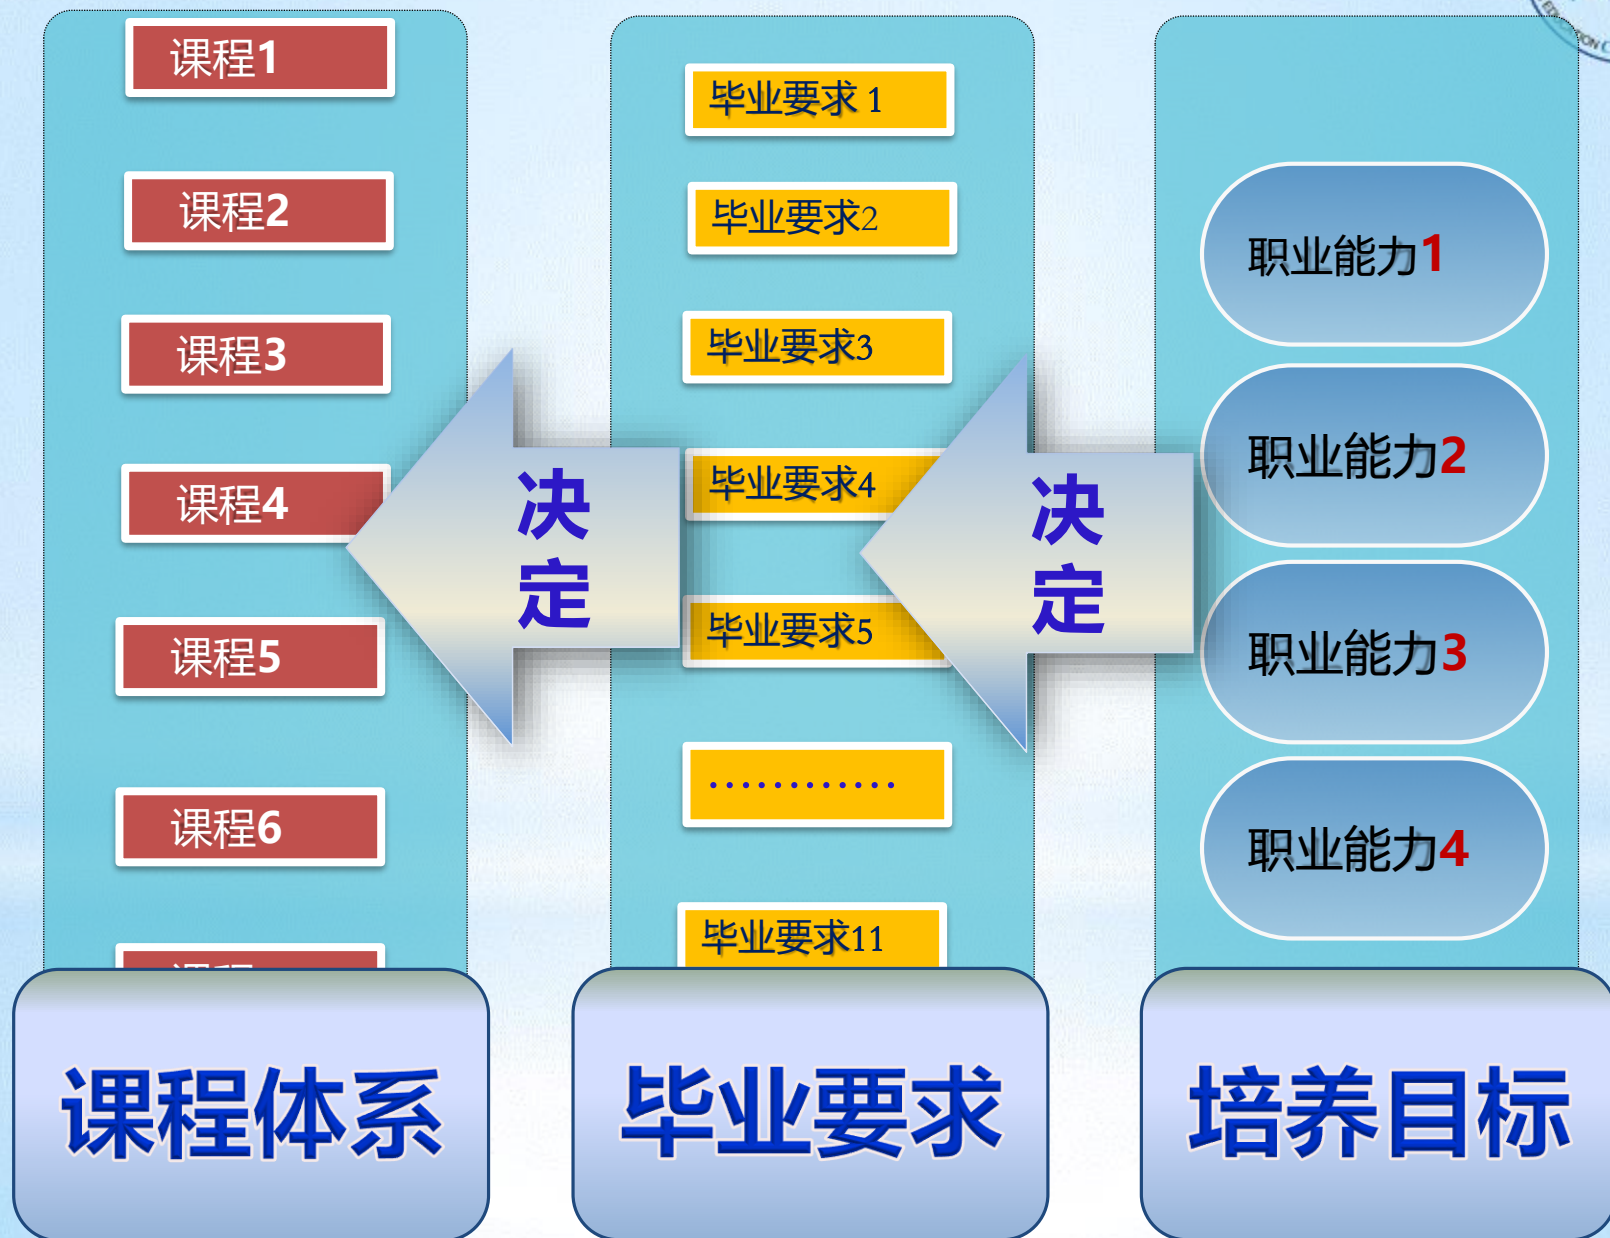 课程1
课程2
课程3
课程4
课程5
课程6
课程体系
决
定
毕业要求 1
毕业要求2
毕业要求3
毕业要求4
毕业要求5
…………
毕业要求11
毕业要求
决
定
职业能力1
职业能力2
职业能力3
职业能力4
培养目标